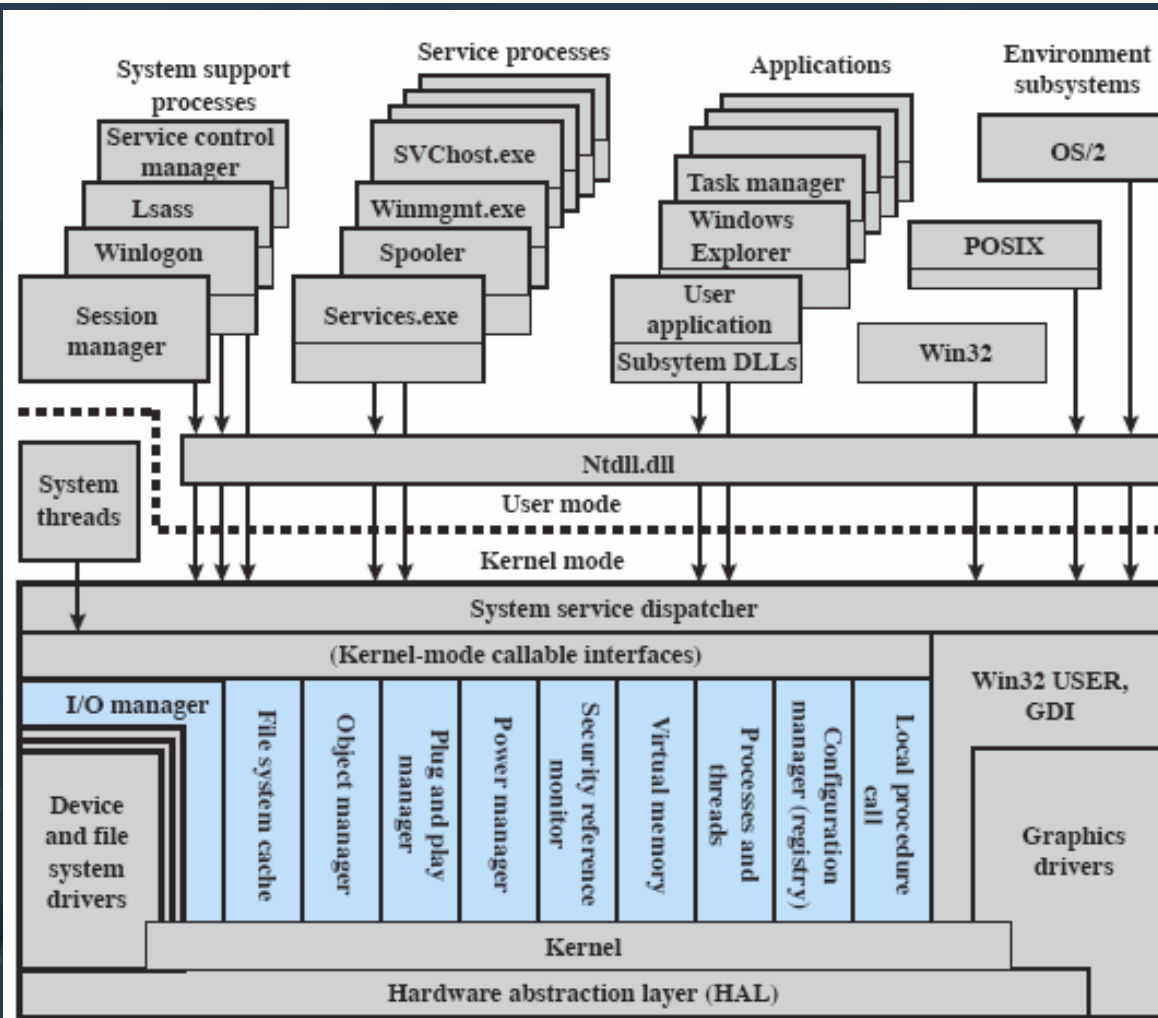 System support
processes
Service processes
Applications
Environment
subsystems
Service control
manager
Lsass
Winlogon
Session
manager
SVChost.exe
Winmgmt.exe
Spooler
Services.exe
Task manager
Windows
Explorer
User
application
Subsytem DLLs
OS/2
POSIX
Win32
System
threads
Ntdll.dll
User mode
Kernel mode
System service dispatcher
(Kernel-mode callable interfaces)
Win32 USER,
GDI
I/O manager
Device
and file
system
drivers
File system cache
Object manager
Plug and play
manager
Power manager
Security reference
monitor
Virtual memory
Processes and
threads
Configuration
manager (registry)
Local procedure
call
Graphics
drivers
Kernel
Hardware abstraction layer (HAL)